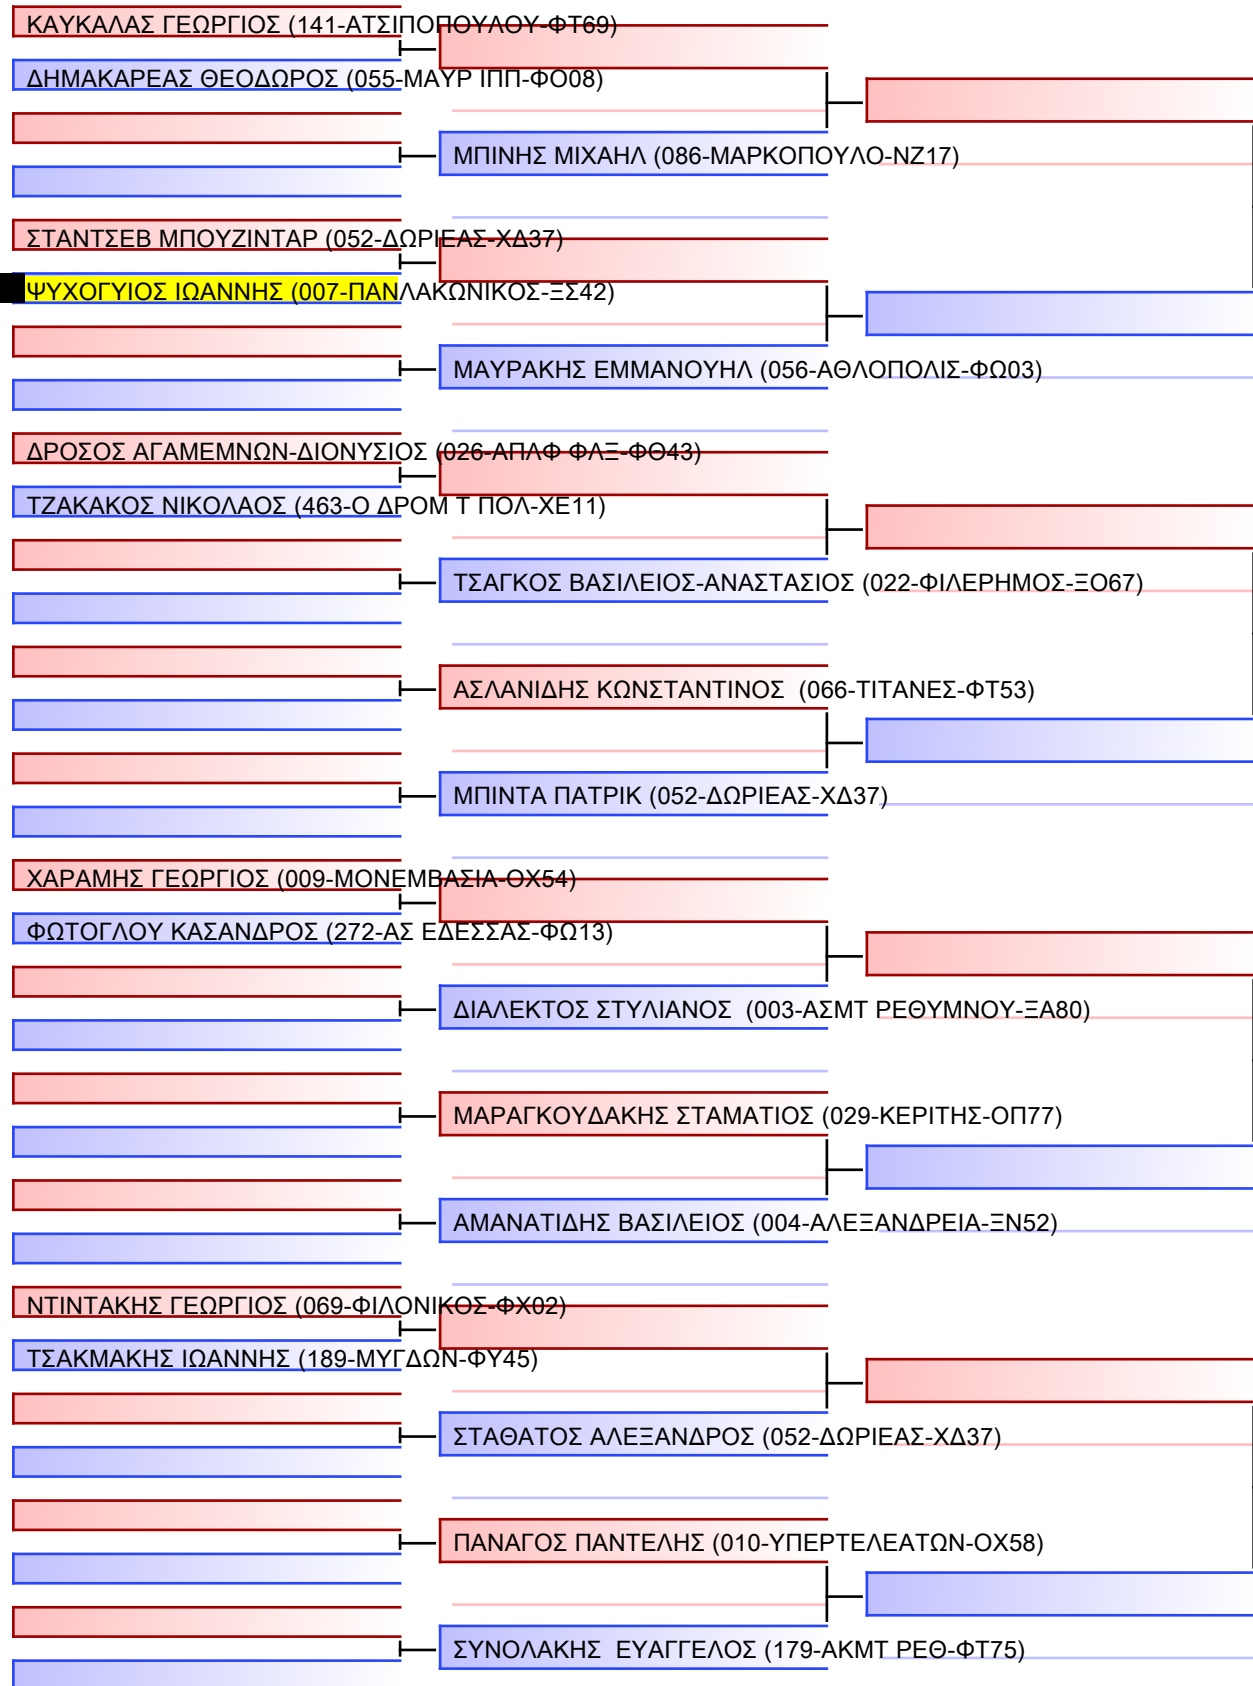 ΚΑΥΚΑΛΑΣ ΓΕΩΡΓΙΟΣ (141-ΑΤΣΙΠΟΠΟΥΛΟΥ-ΦΤ69)
ΔΗΜΑΚΑΡΕΑΣ ΘΕΟΔΩΡΟΣ (055-ΜΑΥΡ ΙΠΠ-ΦΟ08)
ΜΠΙΝΗΣ ΜΙΧΑΗΛ (086-ΜΑΡΚΟΠΟΥΛΟ-ΝΖ17)
ΣΤΑΝΤΣΕΒ ΜΠΟΥΖΙΝΤΑΡ (052-ΔΩΡΙΕΑΣ-ΧΔ37)
ΨΥΧΟΓΥΙΟΣ ΙΩΑΝΝΗΣ (007-ΠΑΝΛΑΚΩΝΙΚΟΣ-ΞΣ42)
ΜΑΥΡΑΚΗΣ ΕΜΜΑΝΟΥΗΛ (056-ΑΘΛΟΠΟΛΙΣ-ΦΩ03)
ΔΡΟΣΟΣ ΑΓΑΜΕΜΝΩΝ-ΔΙΟΝΥΣΙΟΣ (026-ΑΠΛΦ ΦΛΞ-ΦΘ43)
ΤΖΑΚΑΚΟΣ ΝΙΚΟΛΑΟΣ (463-Ο ΔΡΟΜ Τ ΠΟΛ-ΧΕ11)
ΤΣΑΓΚΟΣ ΒΑΣΙΛΕΙΟΣ-ΑΝΑΣΤΑΣΙΟΣ (022-ΦΙΛΕΡΗΜΟΣ-ΞΟ67)
ΑΣΛΑΝΙΔΗΣ ΚΩΝΣΤΑΝΤΙΝΟΣ  (066-ΤΙΤΑΝΕΣ-ΦΤ53)
ΜΠΙΝΤΑ ΠΑΤΡΙΚ (052-ΔΩΡΙΕΑΣ-ΧΔ37)
ΧΑΡΑΜΗΣ ΓΕΩΡΓΙΟΣ (009-ΜΟΝΕΜΒΑΣΙΑ-ΟΧ54)
ΦΩΤΟΓΛΟΥ ΚΑΣΑΝΔΡΟΣ (272-ΑΣ ΕΔΕΣΣΑΣ-ΦΩ13)
ΔΙΑΛΕΚΤΟΣ ΣΤΥΛΙΑΝΟΣ  (003-ΑΣΜΤ ΡΕΘΥΜΝΟΥ-ΞΑ80)
ΜΑΡΑΓΚΟΥΔΑΚΗΣ ΣΤΑΜΑΤΙΟΣ (029-ΚΕΡΙΤΗΣ-ΟΠ77)
ΑΜΑΝΑΤΙΔΗΣ ΒΑΣΙΛΕΙΟΣ (004-ΑΛΕΞΑΝΔΡΕΙΑ-ΞΝ52)
ΝΤΙΝΤΑΚΗΣ ΓΕΩΡΓΙΟΣ (069-ΦΙΛΟΝΙΚΟΣ-ΦΧ02)
ΤΣΑΚΜΑΚΗΣ ΙΩΑΝΝΗΣ (189-ΜΥΓΔΩΝ-ΦΥ45)
ΣΤΑΘΑΤΟΣ ΑΛΕΞΑΝΔΡΟΣ (052-ΔΩΡΙΕΑΣ-ΧΔ37)
ΠΑΝΑΓΟΣ ΠΑΝΤΕΛΗΣ (010-ΥΠΕΡΤΕΛΕΑΤΩΝ-ΟΧ58)
ΣΥΝΟΛΑΚΗΣ  ΕΥΑΓΓΕΛΟΣ (179-ΑΚΜΤ ΡΕΘ-ΦΤ75)